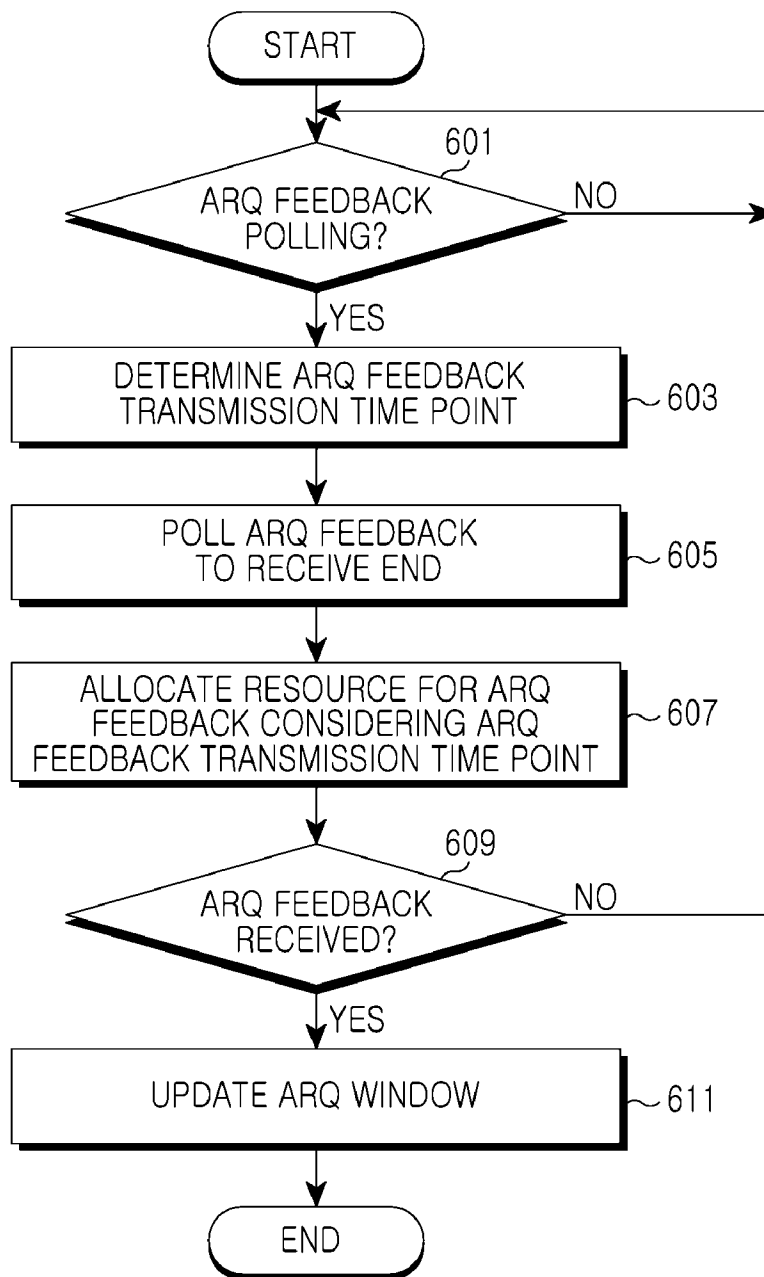 START
601
ARQ FEEDBACK
POLLING?
NO
YES
DETERMINE ARQ FEEDBACK
TRANSMISSION TIME POINT
603
POLL ARQ FEEDBACK
TO RECEIVE END
605
ALLOCATE RESOURCE FOR ARQ
FEEDBACK CONSIDERING ARQ
FEEDBACK TRANSMISSION TIME POINT
607
609
ARQ FEEDBACK
RECEIVED?
NO
YES
UPDATE ARQ WINDOW
611
END